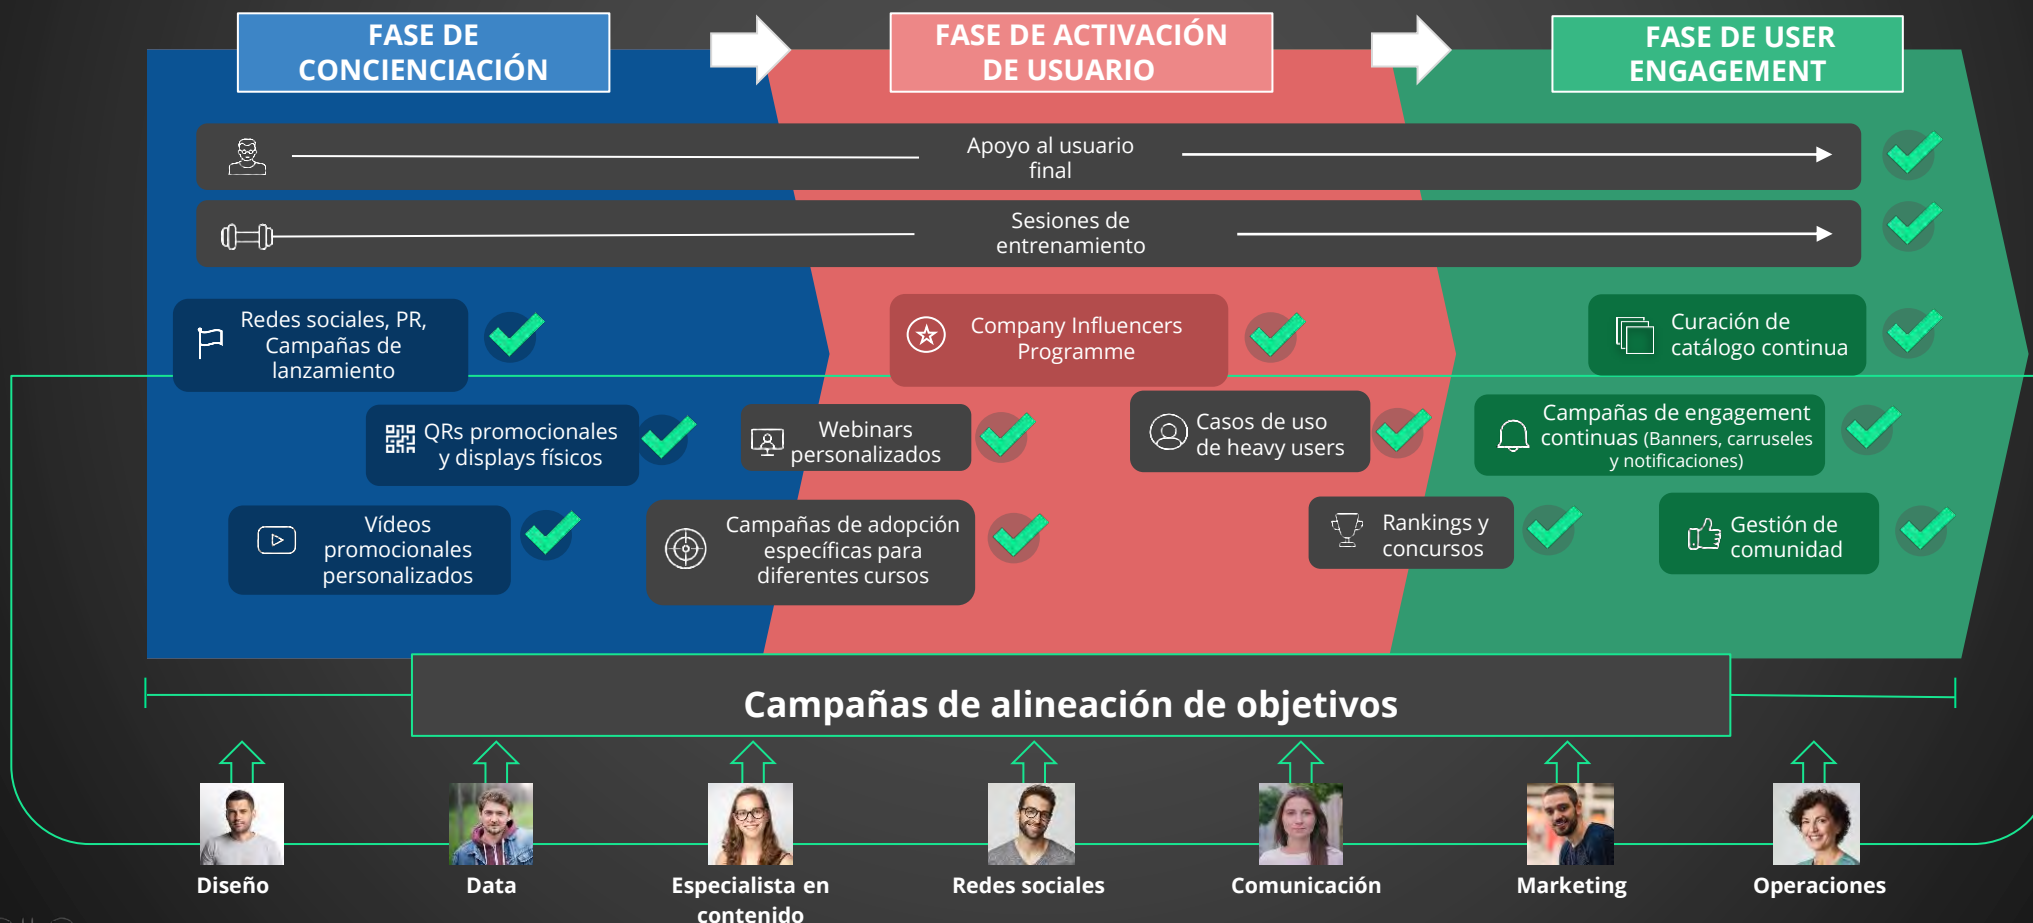 FASE DE
CONCIENCIACIÓN
FASE DE ACTIVACIÓN
DE USUARIO
FASE DE USER
ENGAGEMENT
Apoyo al usuario
final
Sesiones de
entrenamiento
Redes sociales, PR,
Campañas de
lanzamiento
Company Influencers
Programme
Curación de
catálogo continua
QRs promocionales
y displays físicos
Webinars
personalizados
Casos de uso
de heavy users
Campañas de engagement
continuas (Banners, carruseles
y notificaciones)
Vídeos
promocionales
personalizados
Campañas de adopción
específicas para
diferentes cursos
Rankings y
concursos
Gestión de
comunidad
Campañas de alineación de objetivos
Diseño
Data
Especialista en
contenido
Redes sociales
Comunicación
Marketing
Operaciones